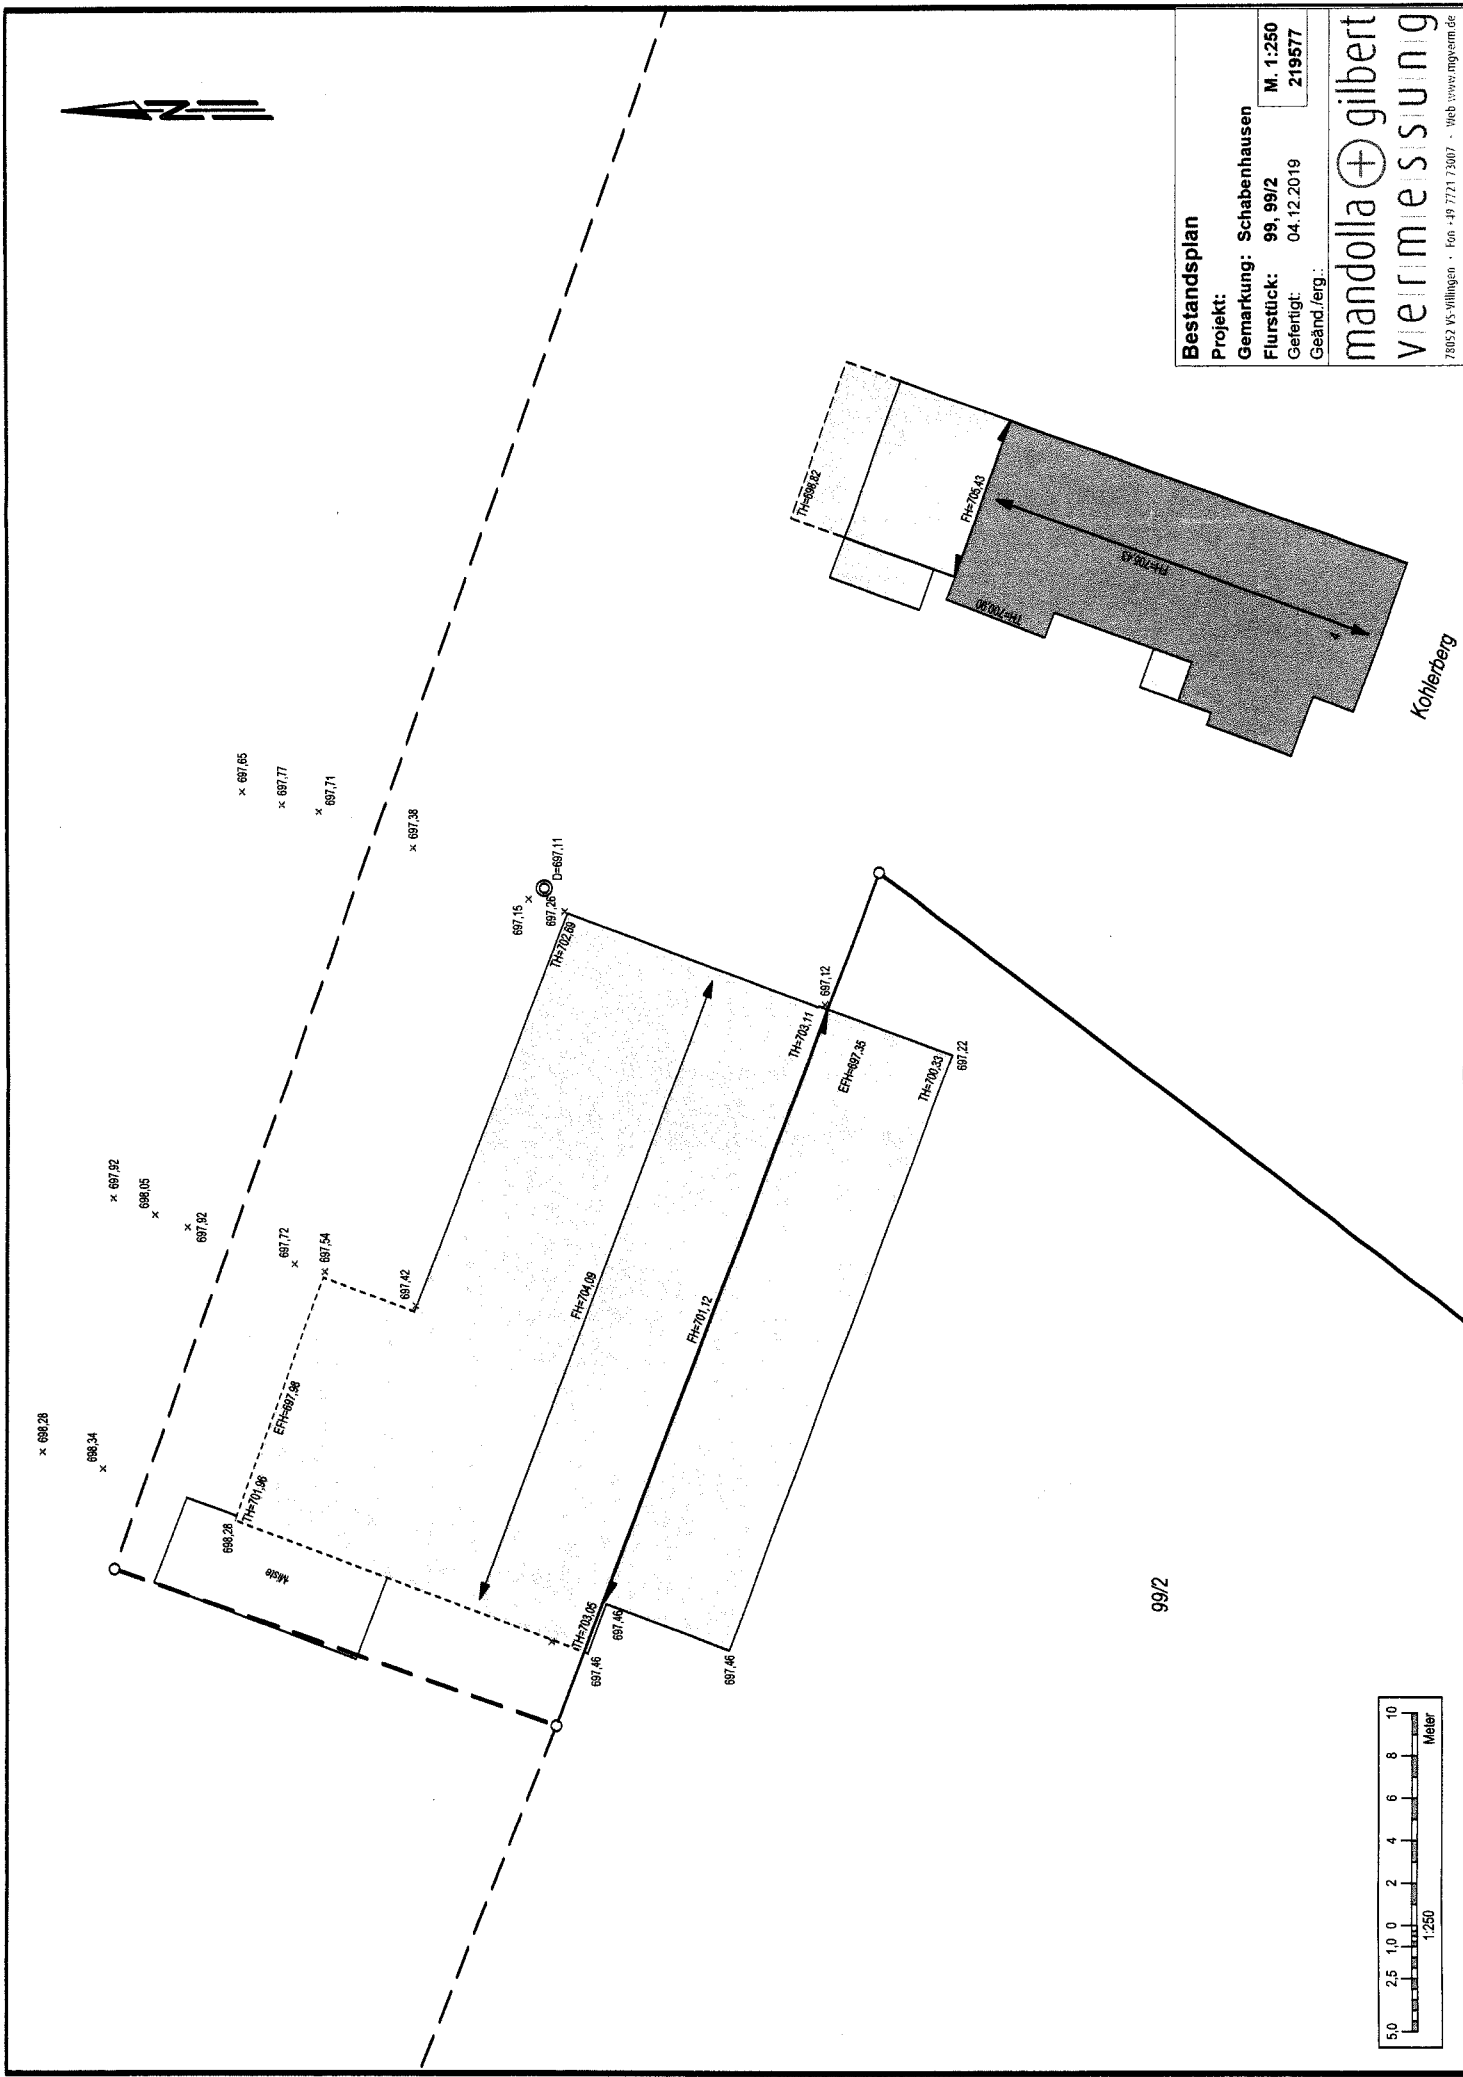 Bestandsplan
Projekt:
Gemarkung: Schabenhausen
Flurstück: 99, 99/2
Gefertigt: 04.12.2019
Geänd./erg.:
M. 1:250
219577
mandolla + gilbert
vermessung
78052 VS-Villingen · Fon +49 7721 73007 · Web www.mgverm.de
698,28
698,34
697,92
698,05
697,92
697,72
697,54
697,42
697,65
697,77
697,71
697,38
697,15
697,26
D=697,11
TH=702,69
698,28
TH=701,96
EFH=697,98
Miste
FH=704,09
FH=701,12
TH=703,11
697,12
EFH=697,35
TH=700,33
697,22
TH=703,05
697,46
697,46
697,46
TH=698,82
FH=705,43
FH=705,43
TH=700,90
4
Kohlerberg
99/2
5,0 2,5 1,0 0 2 4 6 8 10
1:250
Meter